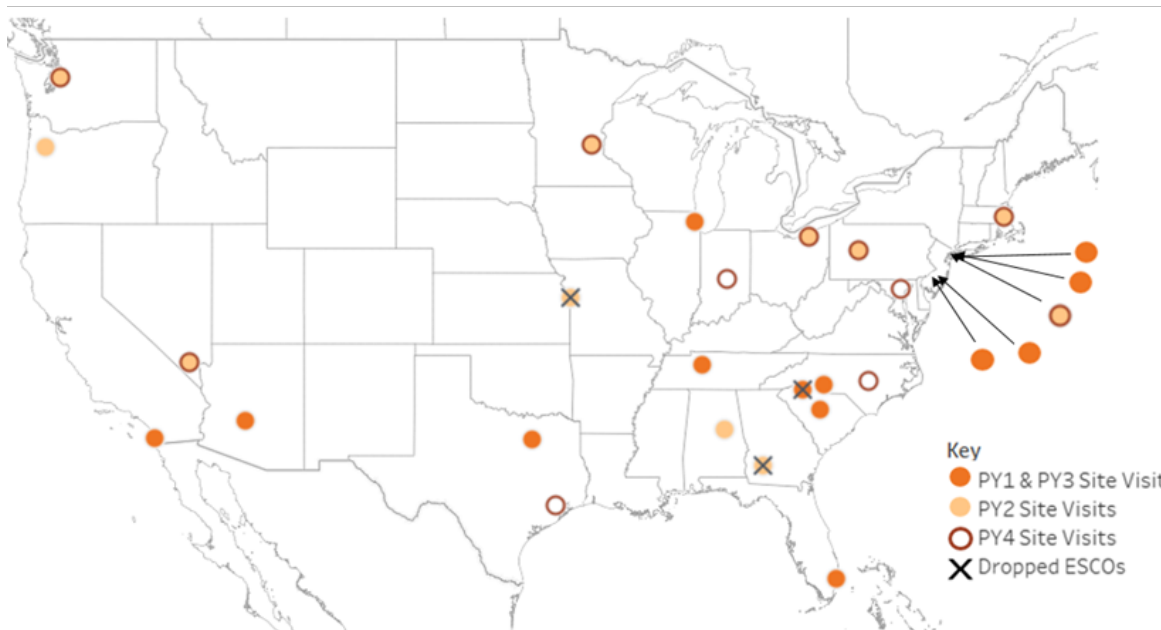 Key
PY1 & PY3 Site Visit
PY2 Site Visits
PY4 Site Visits
Dropped ESCOs